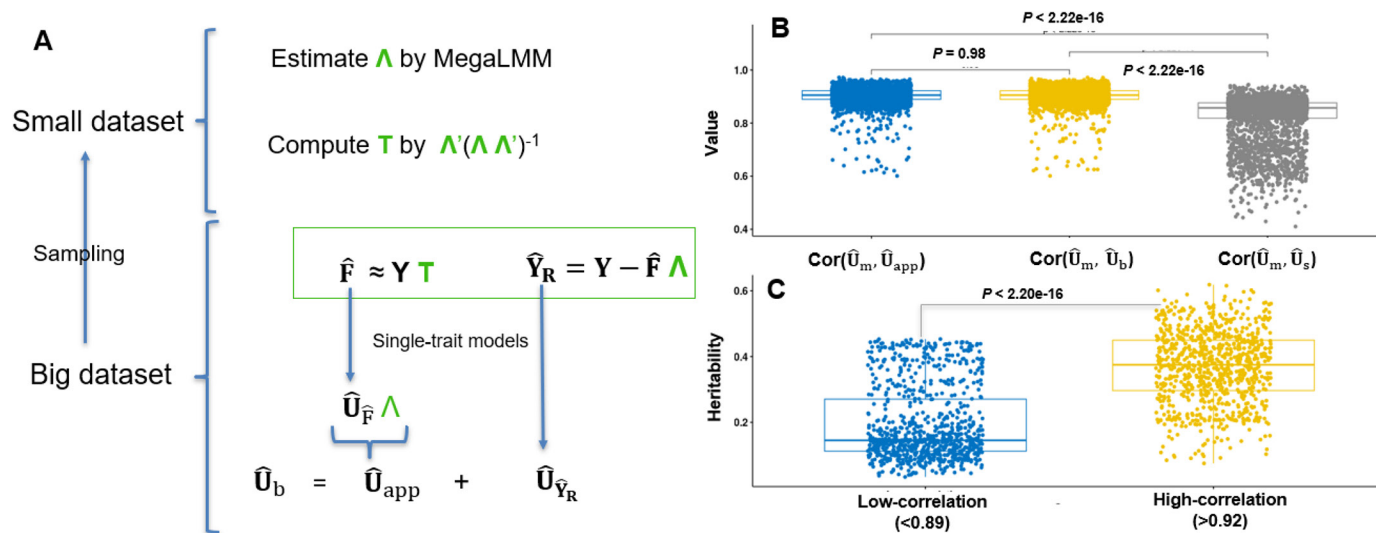 A
Estimate Λ by MegaLMM
Small dataset
Compute T by Λ'(Λ Λ')-1
Sampling
F̂ ≈ Y T
Ŷ_R = Y − F̂ Λ
Single-trait models
Big dataset
Û_F̂ Λ
Û_b = Û_app + Û_Ŷ_R
B
P < 2.22e-16
P = 0.98
P < 2.22e-16
Value
1.0
0.8
0.6
0.4
Cor(Û_m, Û_app)
Cor(Û_m, Û_b)
Cor(Û_m, Û_s)
C
P < 2.20e-16
Heritability
0.6
0.4
0.2
Low-correlation
(<0.89)
High-correlation
(>0.92)